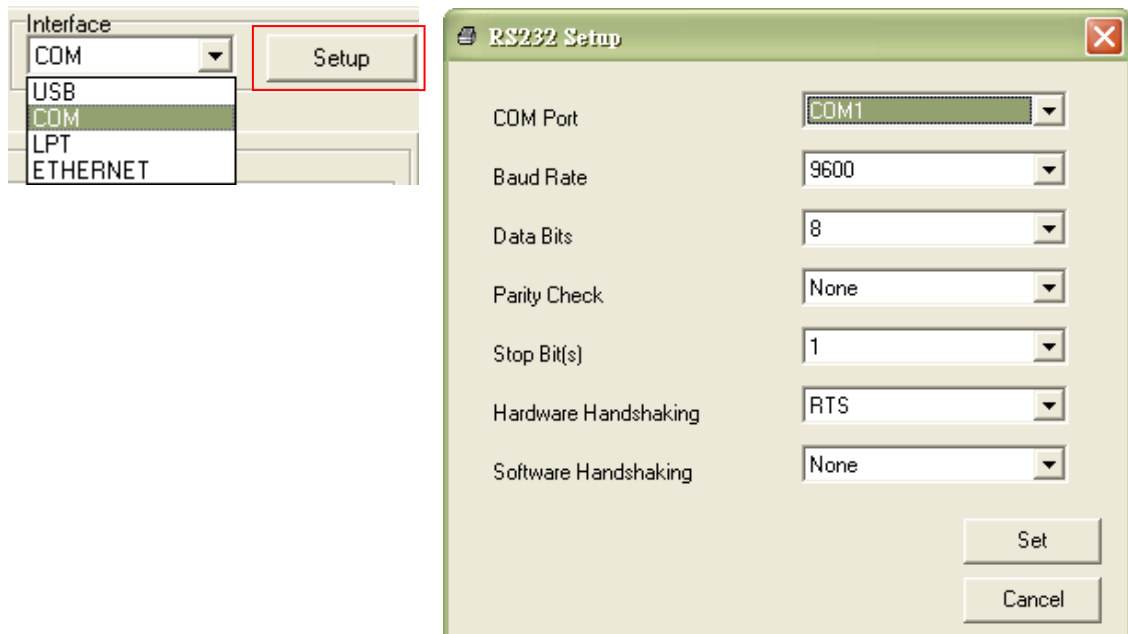 Interface
COM
Setup
USB
COM
LPT
ETHERNET
RS232 Setup
COM Port
COM1
Baud Rate
9600
Data Bits
8
Parity Check
None
Stop Bit(s)
1
Hardware Handshaking
RTS
Software Handshaking
None
Set
Cancel